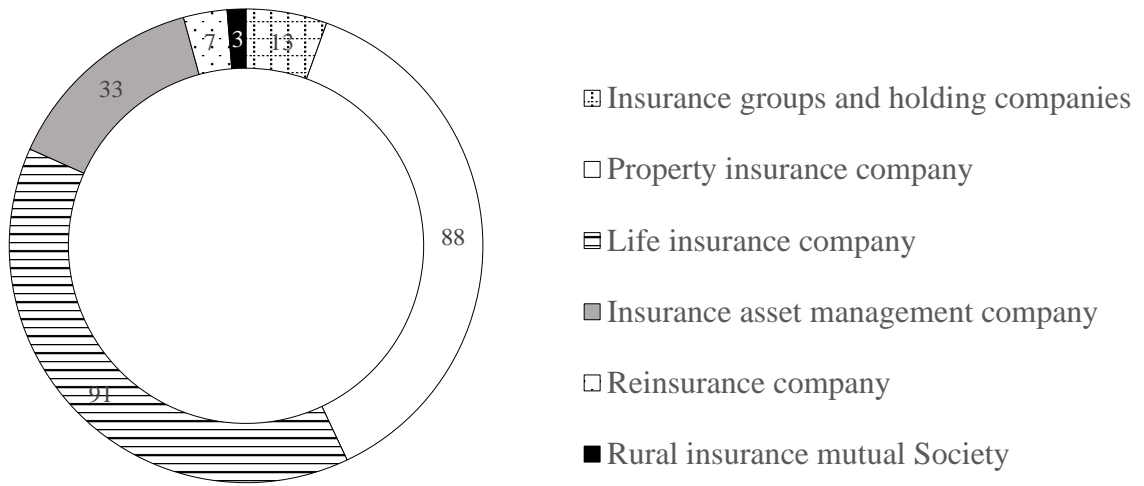 7
3
13
33
88
91
Insurance groups and holding companies
Property insurance company
Life insurance company
Insurance asset management company
Reinsurance company
Rural insurance mutual Society